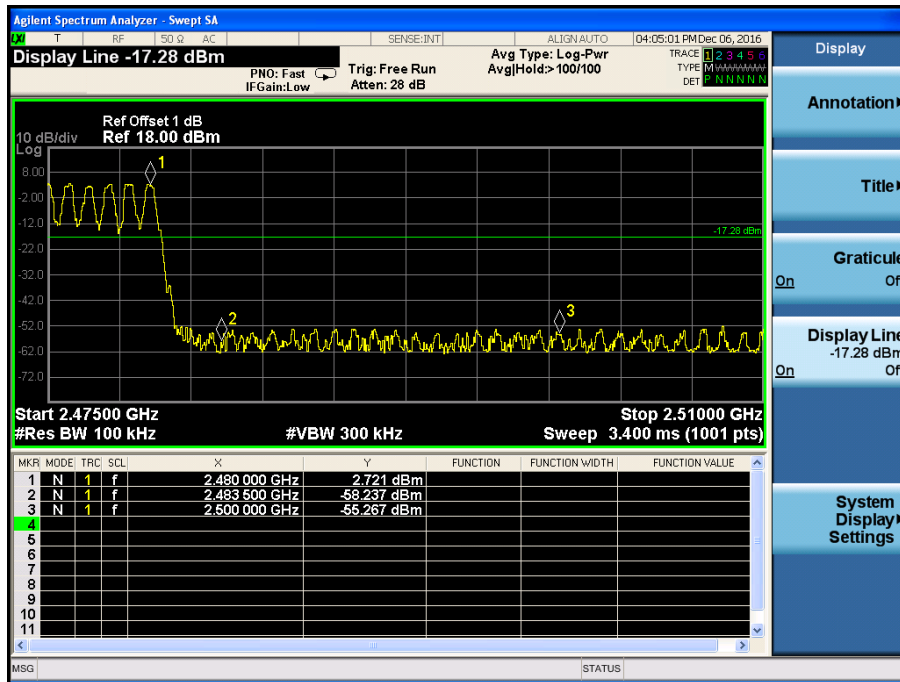 Agilent Spectrum Analyzer - Swept SA
LXI T RF 50 Ω AC SENSE:INT ALIGN AUTO 04:05:01 PM Dec 06, 2016
Display Line -17.28 dBm
PNO: Fast
IFGain:Low
Trig: Free Run
Atten: 28 dB
Avg Type: Log-Pwr
Avg|Hold:> 100/100
TRACE 1 2 3 4 5 6
TYPE M W W W W W
DET P N N N N N
Ref Offset 1 dB
10 dB/div Ref 18.00 dBm
Log
8.00
-2.00
-12.0
-22.0
-32.0
-42.0
-52.0
-62.0
-72.0
1
2
3
-17.28 dBm
Start 2.47500 GHz Stop 2.51000 GHz
#Res BW 100 kHz #VBW 300 kHz Sweep 3.400 ms (1001 pts)
MKR MODE TRC SCL X Y FUNCTION FUNCTION WIDTH FUNCTION VALUE
1 N 1 f 2.480 000 GHz 2.721 dBm
2 N 1 f 2.483 500 GHz -58.237 dBm
3 N 1 f 2.500 000 GHz -55.267 dBm
4
5
6
7
8
9
10
11
MSG STATUS
Display
Annotation
Title
Graticule
On Of
Display Line
-17.28 dBm
On Of
System
Display
Settings